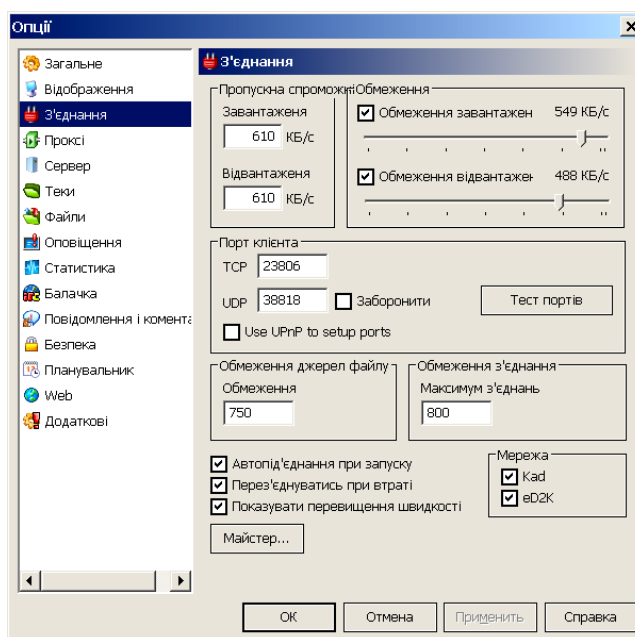 Опції
Загальне
Відображення
З'єднання
Проксі
Сервер
Теки
Файли
Оповіщення
Статистика
Балачка
Повідомлення і комента
Безпека
Планувальник
Web
Додаткові
З'єднання
Пропускна спроможні
Завантаженя
610 КБ/с
Відвантаженя
610 КБ/с
Обмеження
Обмеження завантажен 549 КБ/с
Обмеження відвантажен 488 КБ/с
Порт клієнта
TCP 23806
UDP 38818 Заборонити Тест портів
Use UPnP to setup ports
Обмеження джерел файлу
Обмеження
750
Обмеження з'єднання
Максимум з'єднань
800
Автопід'єднання при запуску
Перез'єднуватись при втраті
Показувати перевищення швидкості
Мережа
Kad
eD2K
Майстер...
ОК Отмена Применить Справка